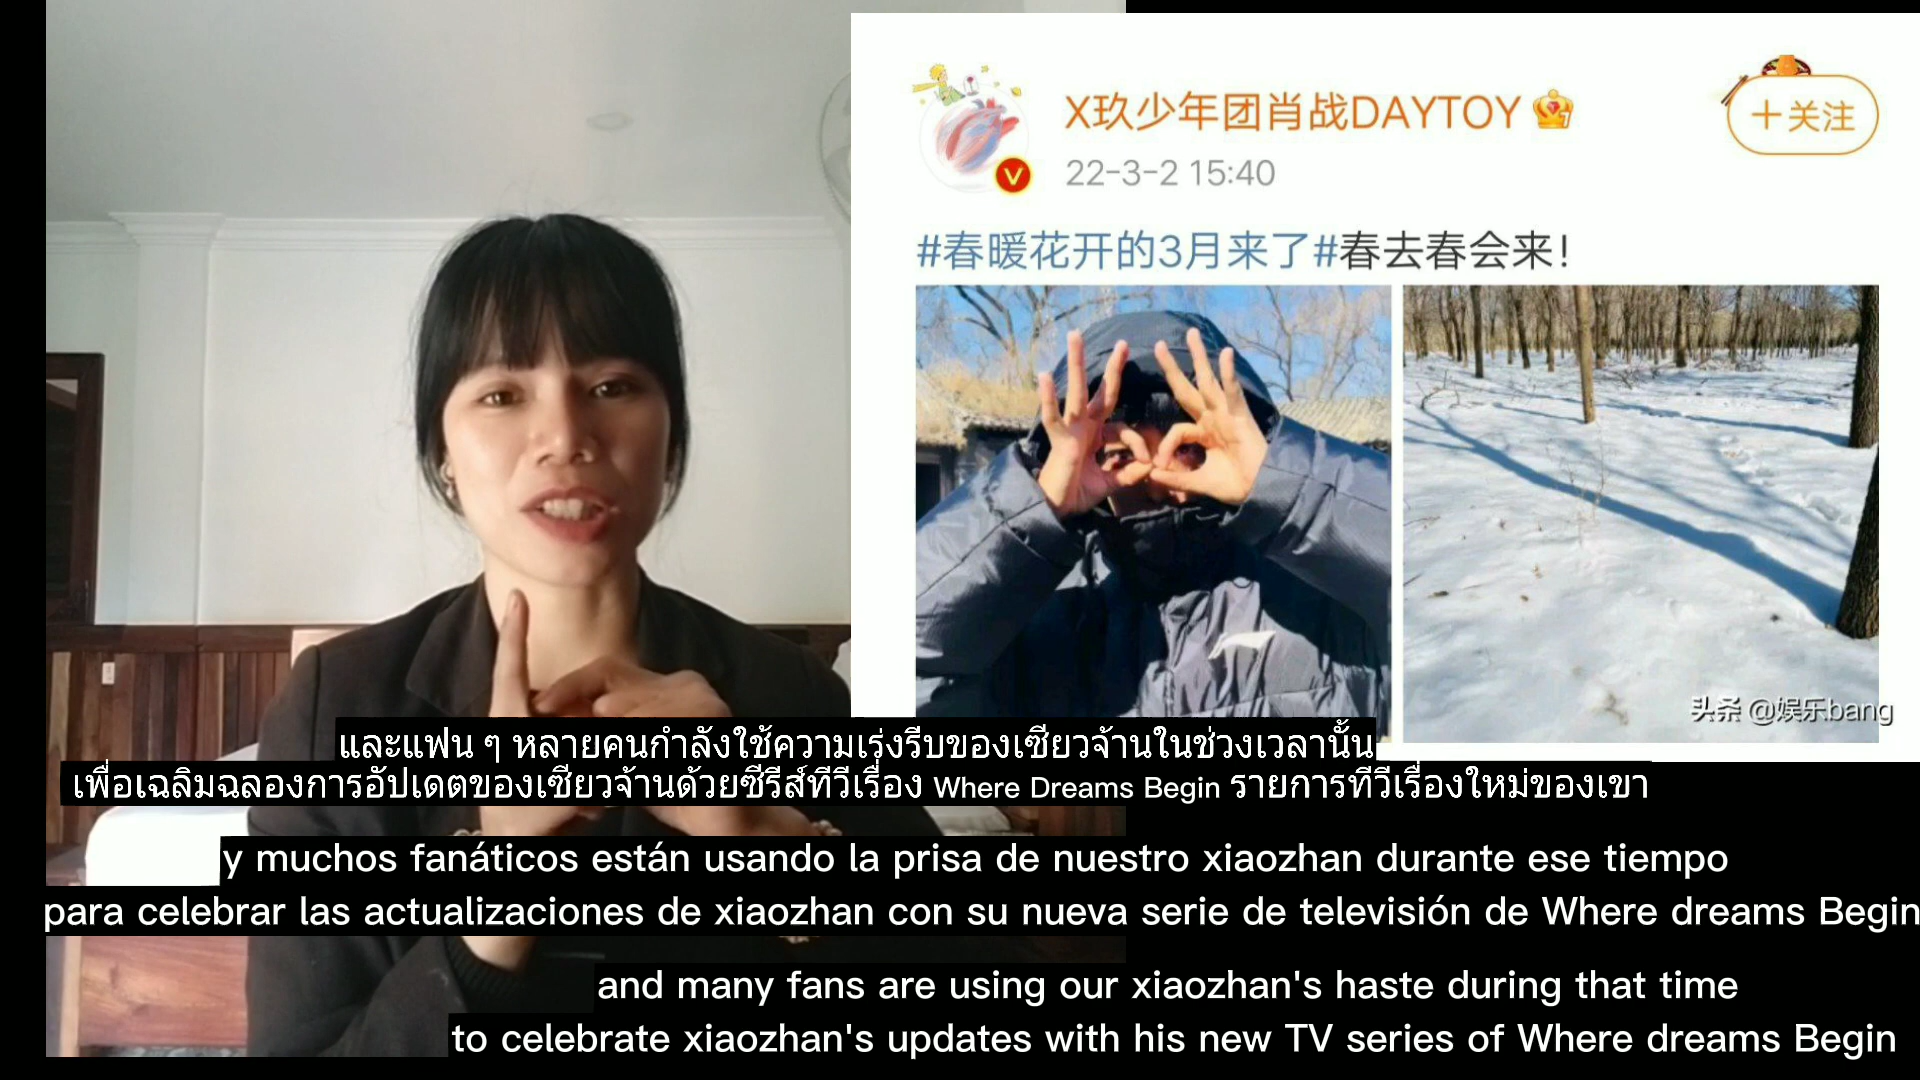 X玖少年团肖战DAYTOY
22-3-2 15:40
+关注
#春暖花开的3月来了#春去春会来!
头条 @娱乐bang
และแฟน ๆ หลายคนกำลังใช้ความเร่งรีบของเซียวจ้านในช่วงเวลานั้น
เพื่อเฉลิมฉลองการอัปเดตของเซียวจ้านด้วยซีรีส์ทีวีเรื่อง Where Dreams Begin รายการทีวีเรื่องใหม่ของเขา
y muchos fanáticos están usando la prisa de nuestro xiaozhan durante ese tiempo
para celebrar las actualizaciones de xiaozhan con su nueva serie de televisión de Where dreams Begin
and many fans are using our xiaozhan's haste during that time
to celebrate xiaozhan's updates with his new TV series of Where dreams Begin